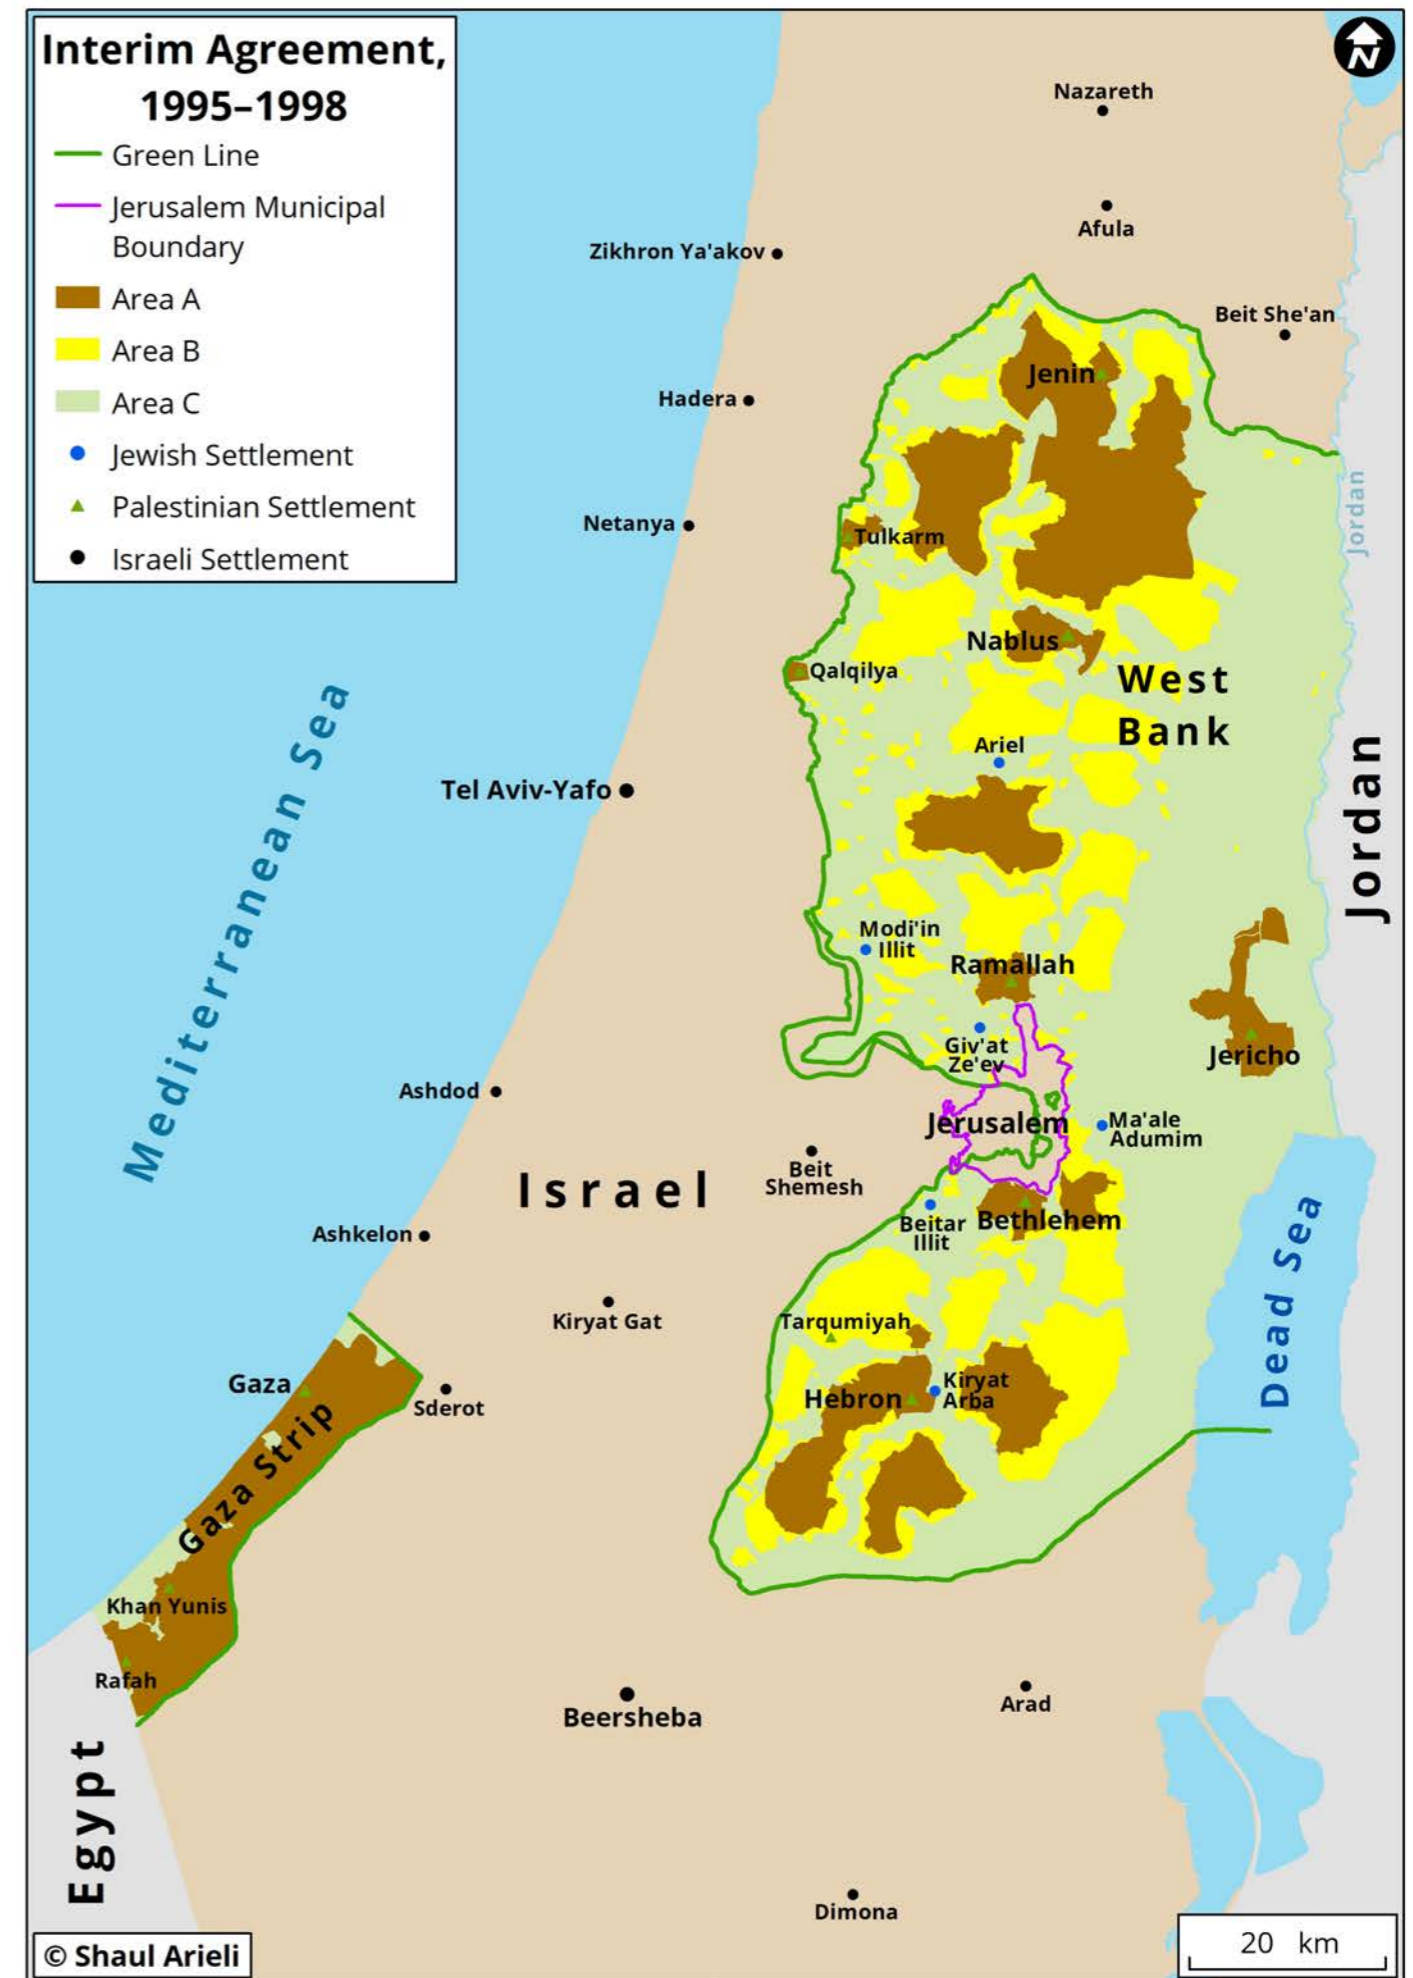 Interim Agreement,
1995–1998
Green Line
Jerusalem Municipal
Boundary
Area A
Area B
Area C
Jewish Settlement
Palestinian Settlement
Israeli Settlement
N
Nazareth
Afula
Zikhron Ya'akov
Beit She'an
Jenin
Hadera
Jordan
Netanya
Tulkarm
Nablus
Qalqilya
West
Bank
Ariel
Mediterranean Sea
Tel Aviv-Yafo
Jordan
Modi'in
Illit
Ramallah
Giv'at
Ze'ev
Jericho
Ashdod
Jerusalem
Ma'ale
Adumim
Beit
Shemesh
Israel
Beitar
Illit
Bethlehem
Ashkelon
Dead Sea
Kiryat Gat
Tarqumiyah
Gaza
Sderot
Hebron
Kiryat
Arba
Gaza Strip
Khan Yunis
Rafah
Beersheba
Arad
Egypt
Dimona
© Shaul Arieli
20 km